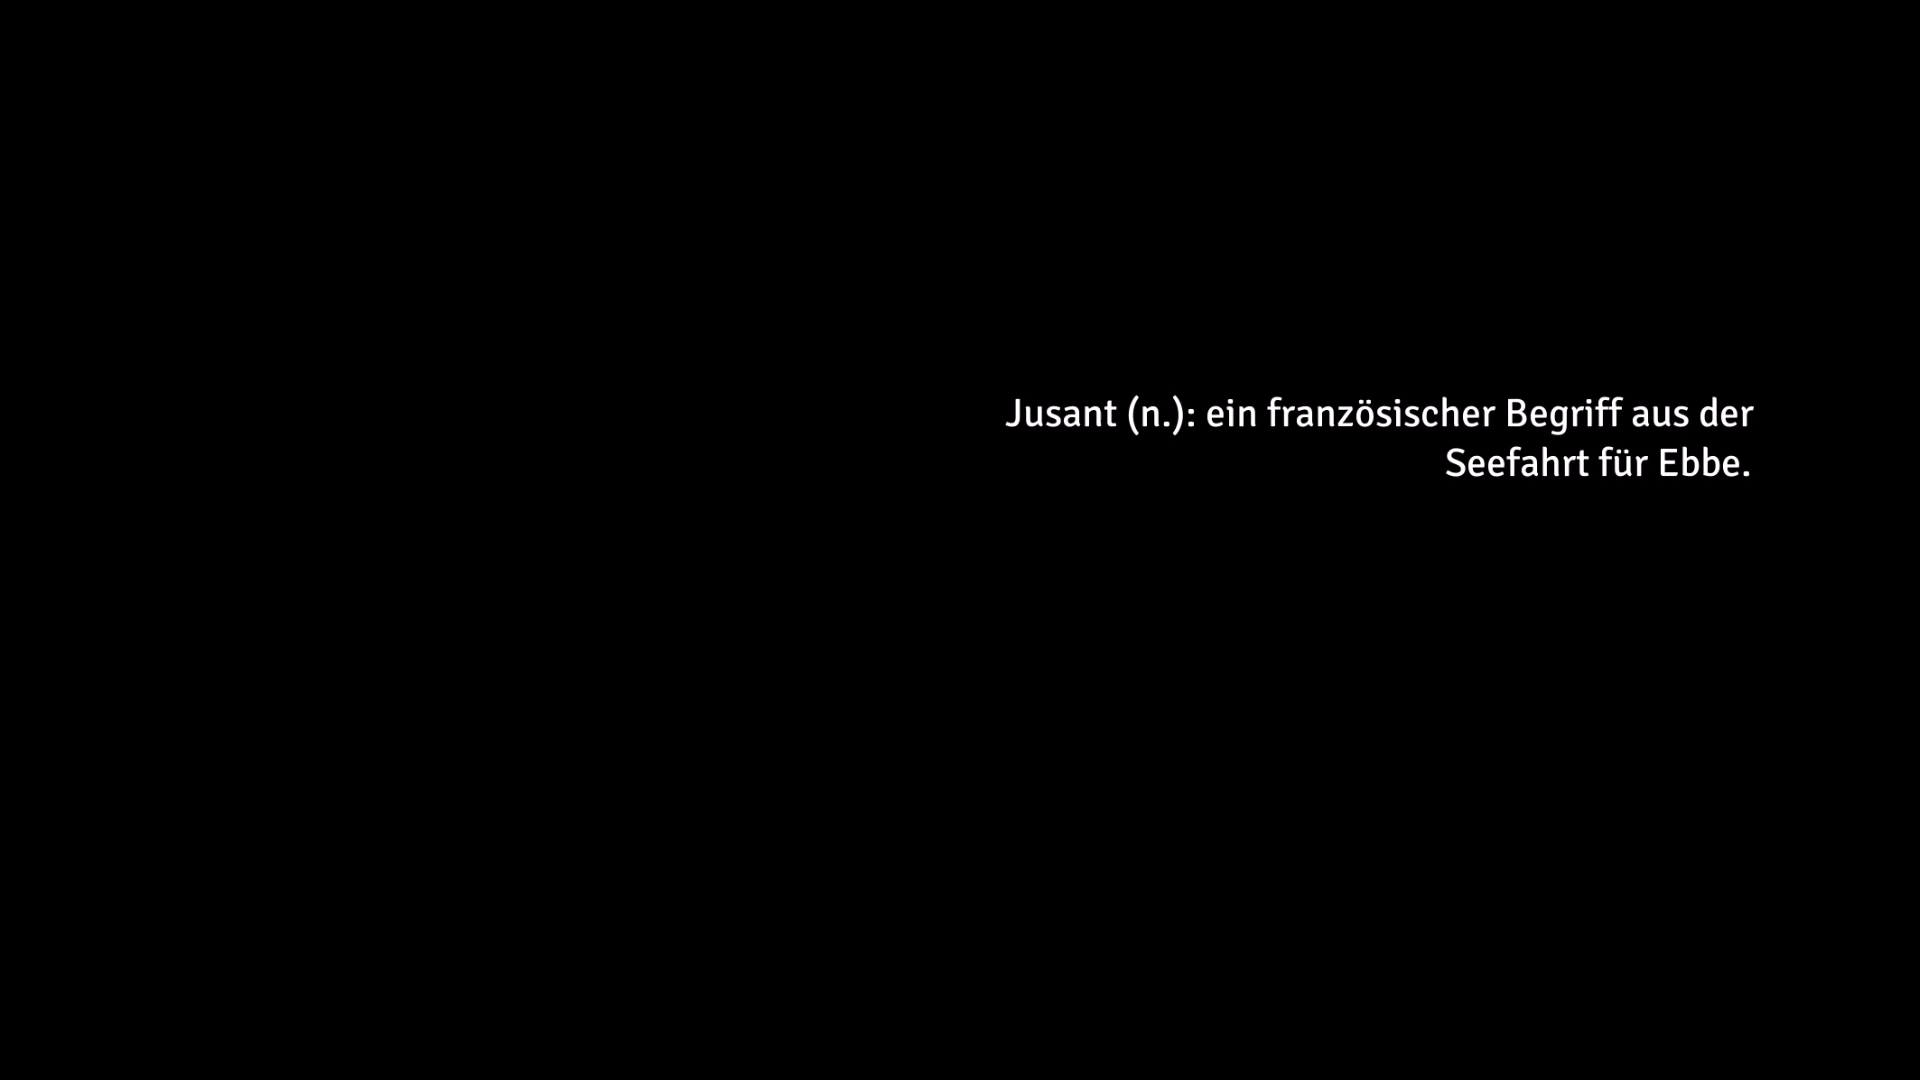 Jusant (n.): ein französischer Begriff aus der
Seefahrt für Ebbe.